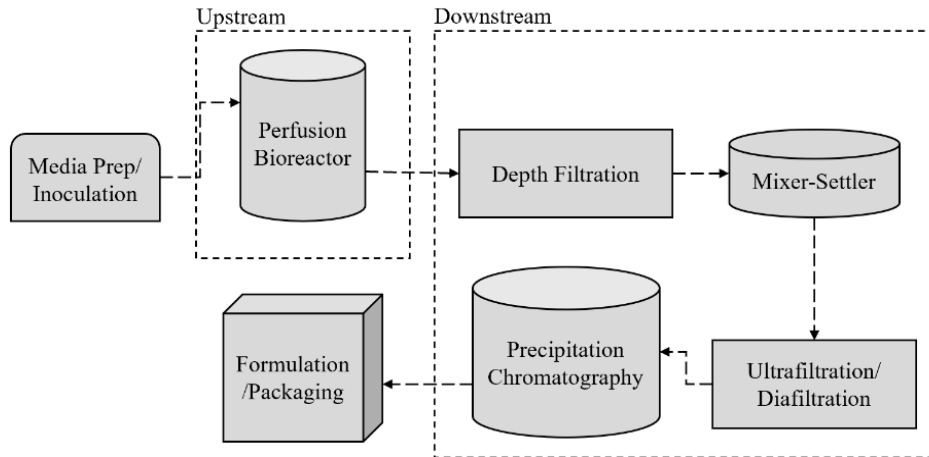 Upstream
Downstream
Media Prep/
Inoculation
Perfusion
Bioreactor
Depth Filtration
Mixer-Settler
Formulation
/Packaging
Precipitation
Chromatography
Ultrafiltration/
Diafiltration